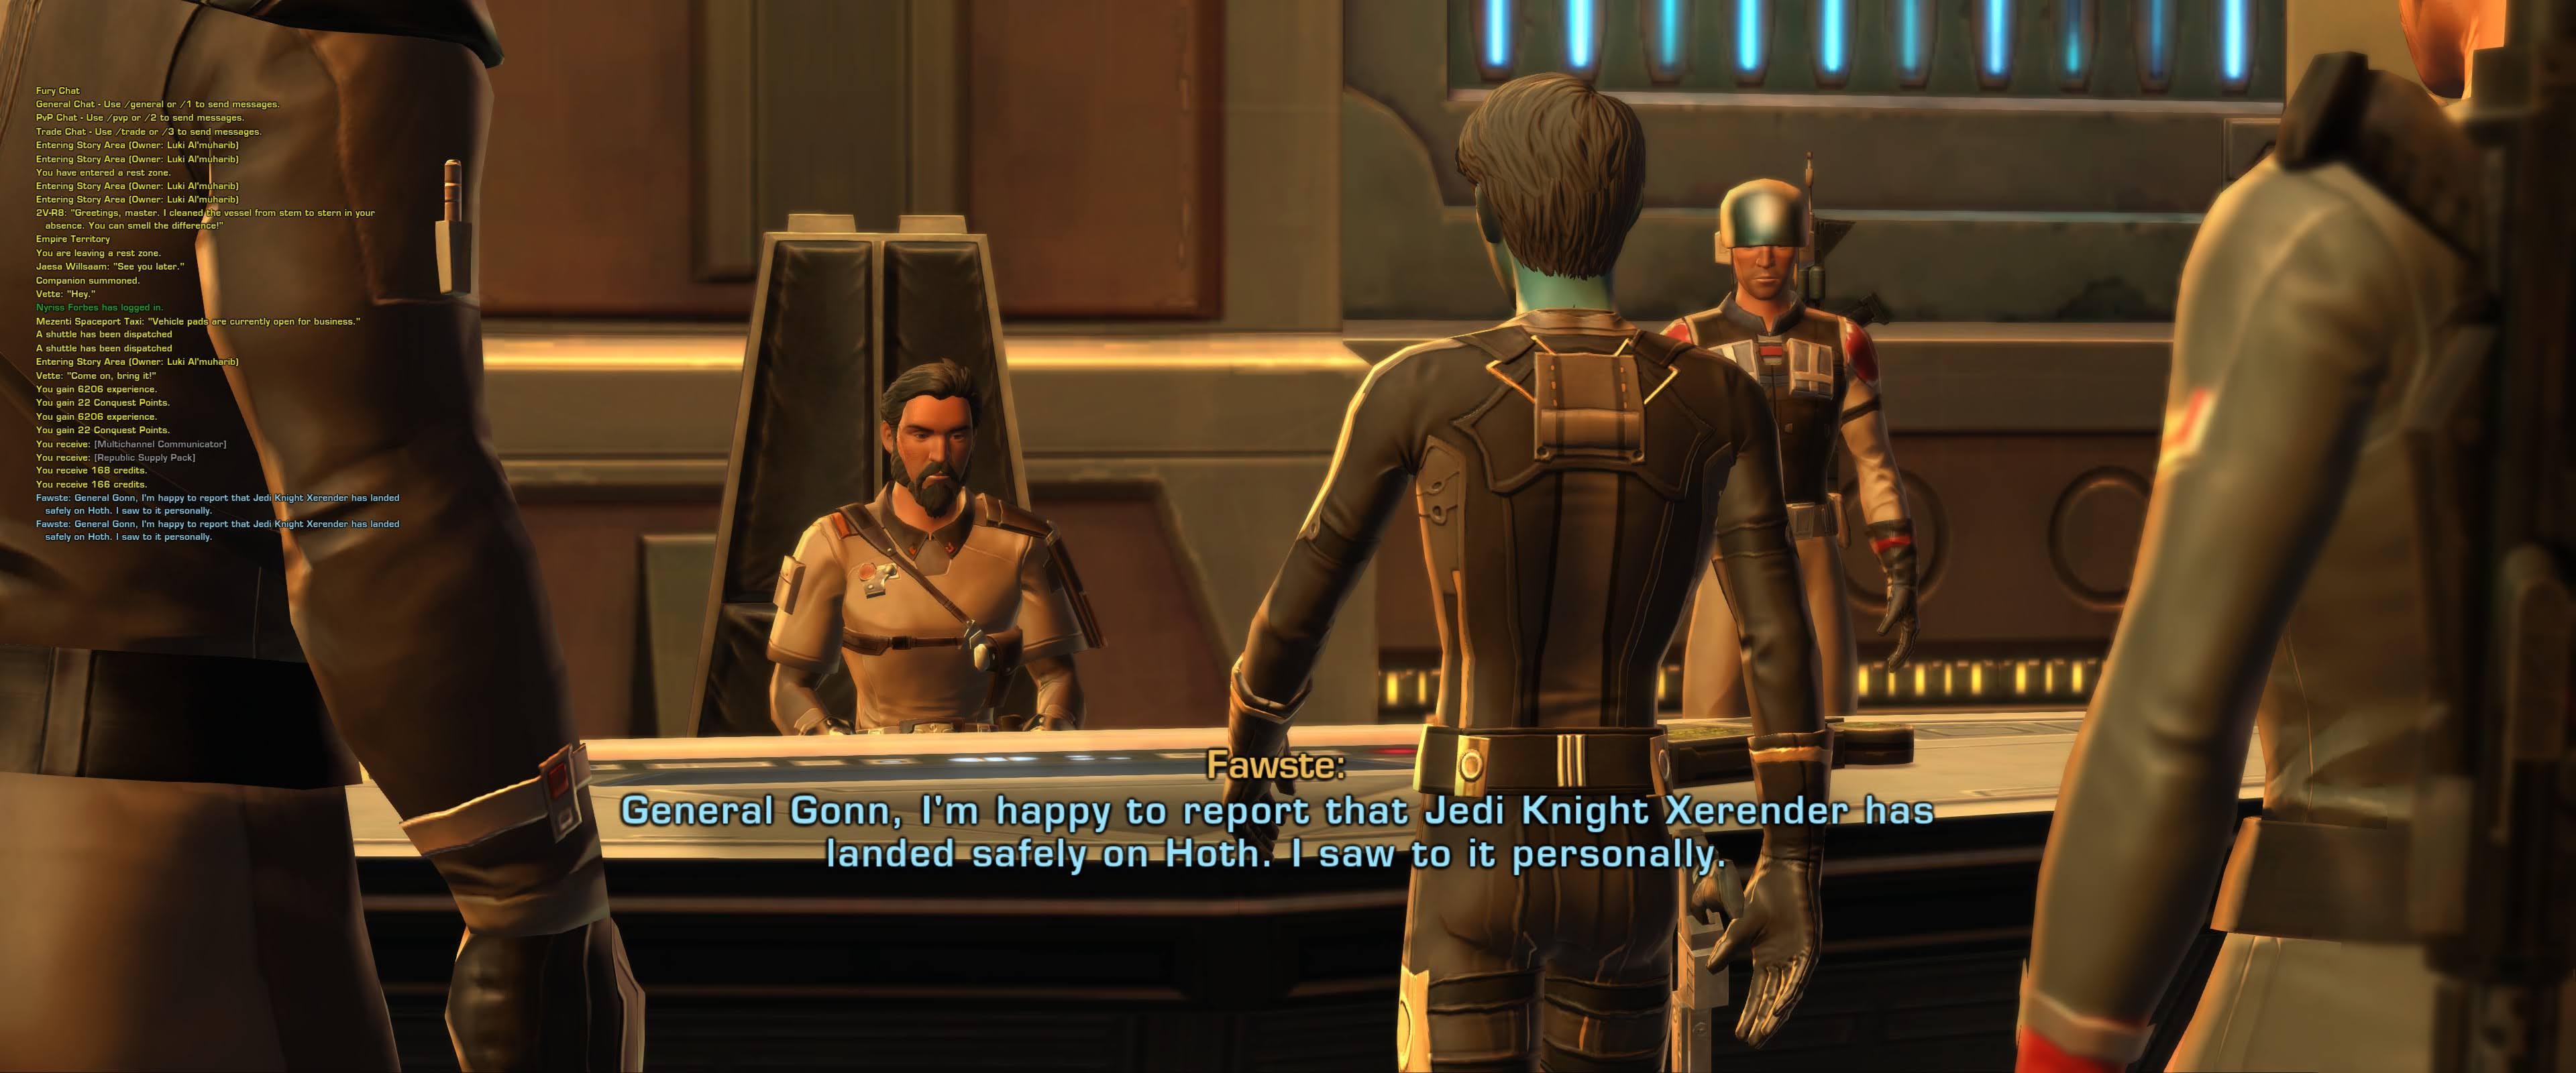 Fury Chat
General Chat - Use /general or /1 to send messages.
PvP Chat - Use /pvp or /2 to send messages.
Trade Chat - Use /trade or /3 to send messages.
Entering Story Area (Owner: Luki Al'muharib)
Entering Story Area (Owner: Luki Al'muharib)
You have entered a rest zone.
Entering Story Area (Owner: Luki Al'muharib)
Entering Story Area (Owner: Luki Al'muharib)
2V-R8: "Greetings, master. I cleaned the vessel from stem to stern in your
absence. You can smell the difference!"
Empire Territory
You are leaving a rest zone.
Jaesa Willsaam: "See you later."
Companion summoned.
Vette: "Hey."
Nyriss Forbes has logged in.
Mezenti Spaceport Taxi: "Vehicle pads are currently open for business."
A shuttle has been dispatched
A shuttle has been dispatched
Entering Story Area (Owner: Luki Al'muharib)
Vette: "Come on, bring it!"
You gain 6206 experience.
You gain 22 Conquest Points.
You gain 6206 experience.
You gain 22 Conquest Points.
You receive: [Multichannel Communicator]
You receive: [Republic Supply Pack]
You receive 168 credits.
You receive 166 credits.
Fawste: General Gonn, I'm happy to report that Jedi Knight Xerender has landed
safely on Hoth. I saw to it personally.
Fawste: General Gonn, I'm happy to report that Jedi Knight Xerender has landed
safely on Hoth. I saw to it personally.
Fawste:
General Gonn, I'm happy to report that Jedi Knight Xerender has
landed safely on Hoth. I saw to it personally.